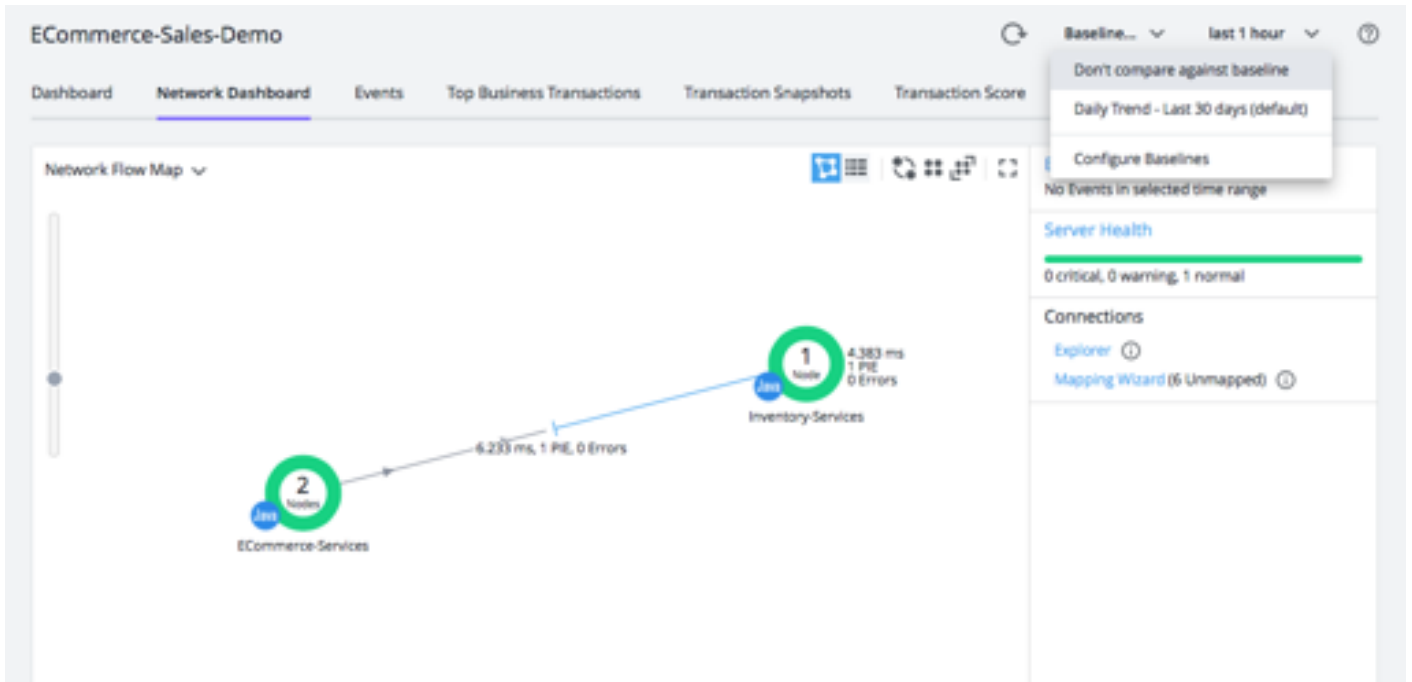 ECommerce-Sales-Demo
Baseline... last 1 hour
Don't compare against baseline
Daily Trend - Last 30 days (default)
Configure Baselines
Dashboard Network Dashboard Events Top Business Transactions Transaction Snapshots Transaction Score
Network Flow Map
No Events in selected time range
Server Health
0 critical, 0 warning, 1 normal
Connections
Explorer
Mapping Wizard (6 Unmapped)
1
Node
Java
4.383 ms
1 PIE
0 Errors
Inventory-Services
6.233 ms, 1 PIE, 0 Errors
2
Nodes
Java
ECommerce-Services